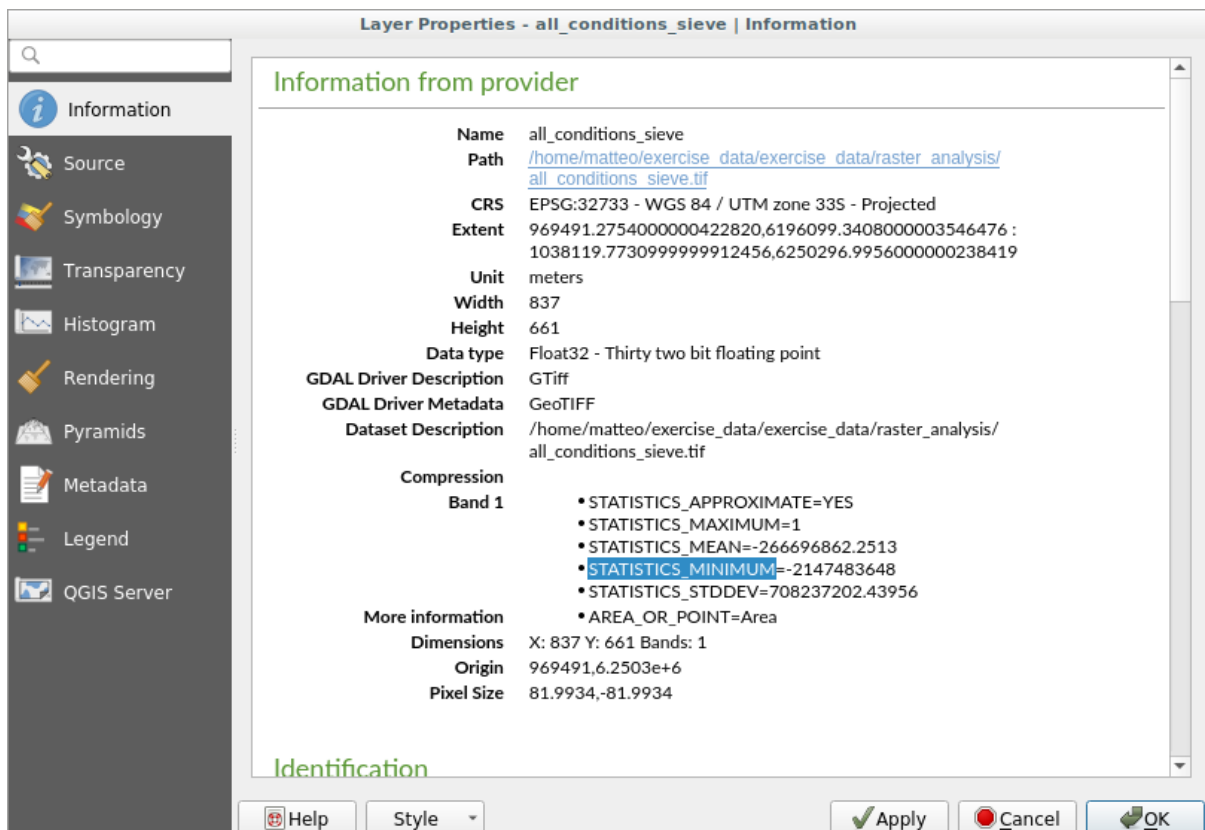 Layer Properties - all_conditions_sieve | Information
Information
Source
Symbology
Transparency
Histogram
Rendering
Pyramids
Metadata
Legend
QGIS Server
Information from provider
Name all_conditions_sieve
Path /home/matteo/exercise_data/exercise_data/raster_analysis/
all_conditions_sieve.tif
CRS EPSG:32733 - WGS 84 / UTM zone 33S - Projected
Extent 969491.2754000000422820,6196099.3408000003546476 :
1038119.7730999999912456,6250296.9956000000238419
Unit meters
Width 837
Height 661
Data type Float32 - Thirty two bit floating point
GDAL Driver Description GTiff
GDAL Driver Metadata GeoTIFF
Dataset Description /home/matteo/exercise_data/exercise_data/raster_analysis/
all_conditions_sieve.tif
Compression
Band 1 • STATISTICS_APPROXIMATE=YES
• STATISTICS_MAXIMUM=1
• STATISTICS_MEAN=-266696862.2513
• STATISTICS_MINIMUM=-2147483648
• STATISTICS_STDDEV=708237202.43956
More information • AREA_OR_POINT=Area
Dimensions X: 837 Y: 661 Bands: 1
Origin 969491,6.2503e+6
Pixel Size 81.9934,-81.9934
Identification
Help Style Apply Cancel OK